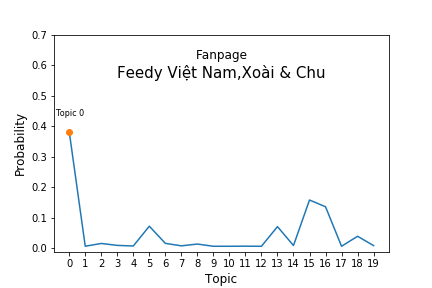 Fanpage
Feedy Việt Nam,Xoài & Chu
Topic 0
Probability
0.7
0.6
0.5
0.4
0.3
0.2
0.1
0.0
0 1 2 3 4 5 6 7 8 9 10 11 12 13 14 15 16 17 18 19
Topic